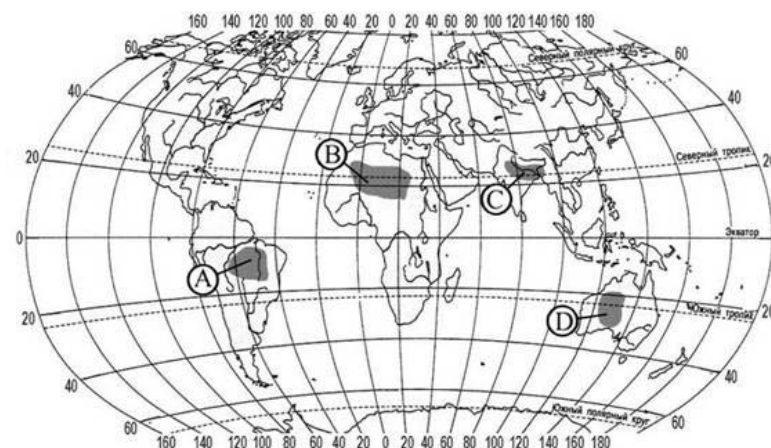 160 140 120 100 80 60 40 20 0 20 40 60 80 100 120 140 160 180
60 Северный полярный круг 60
40 40
B
20 Северный тропик 20
C
0 Экватор 0
A
20 Южный тропик 20
D
40 40
60 Южный полярный круг 60
180 160 140 120 100 80 60 40 20 0 20 40 60 80 100 120 140 160 180